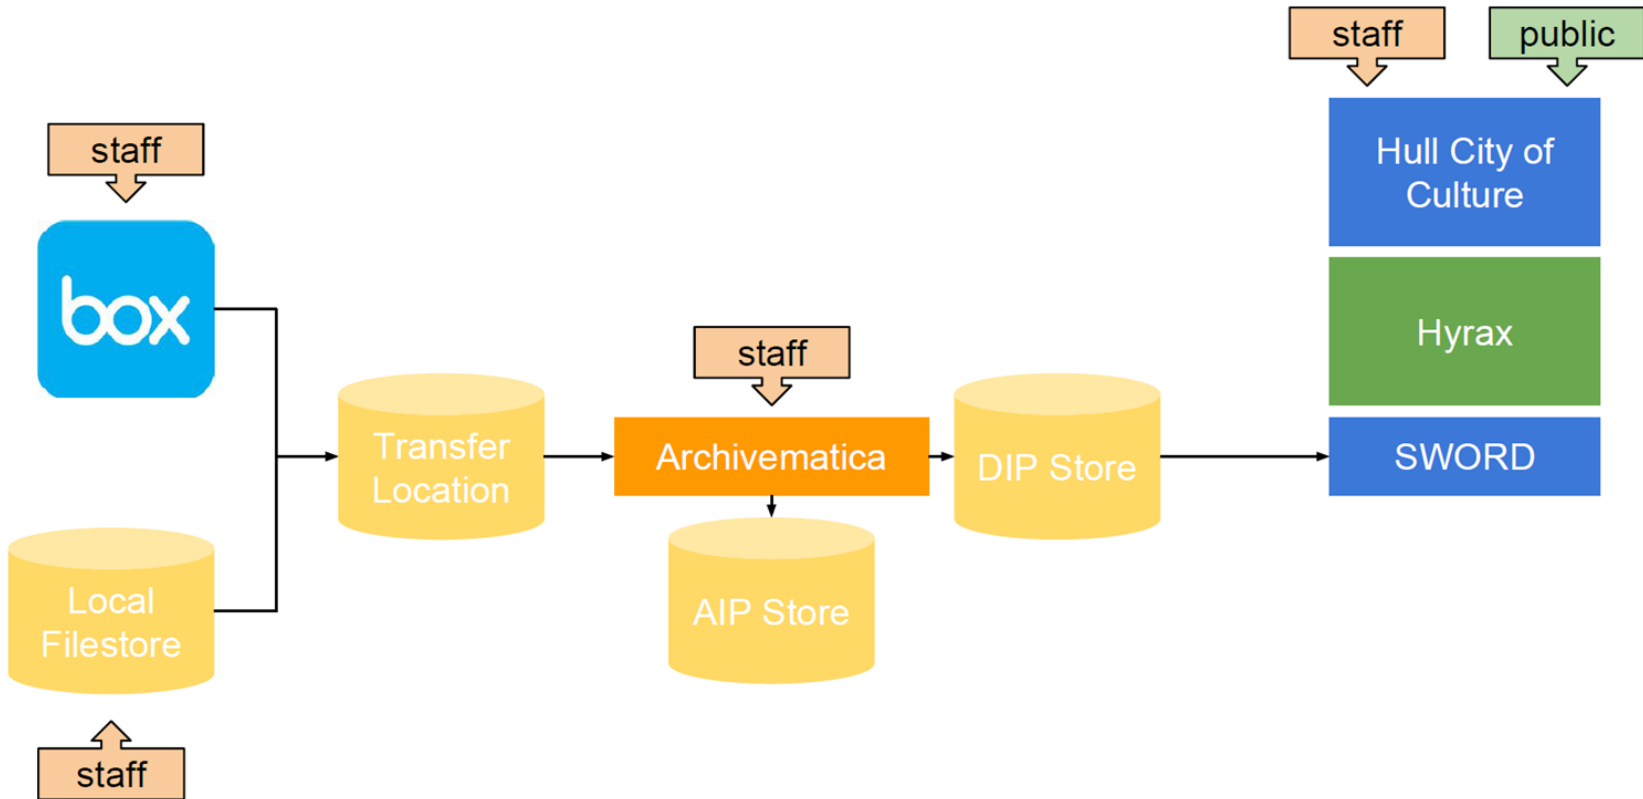 staff
public
staff
Hull City of
Culture
box
Hyrax
staff
Transfer
Location
Archivematica
DIP Store
SWORD
Local
Filestore
AIP Store
staff